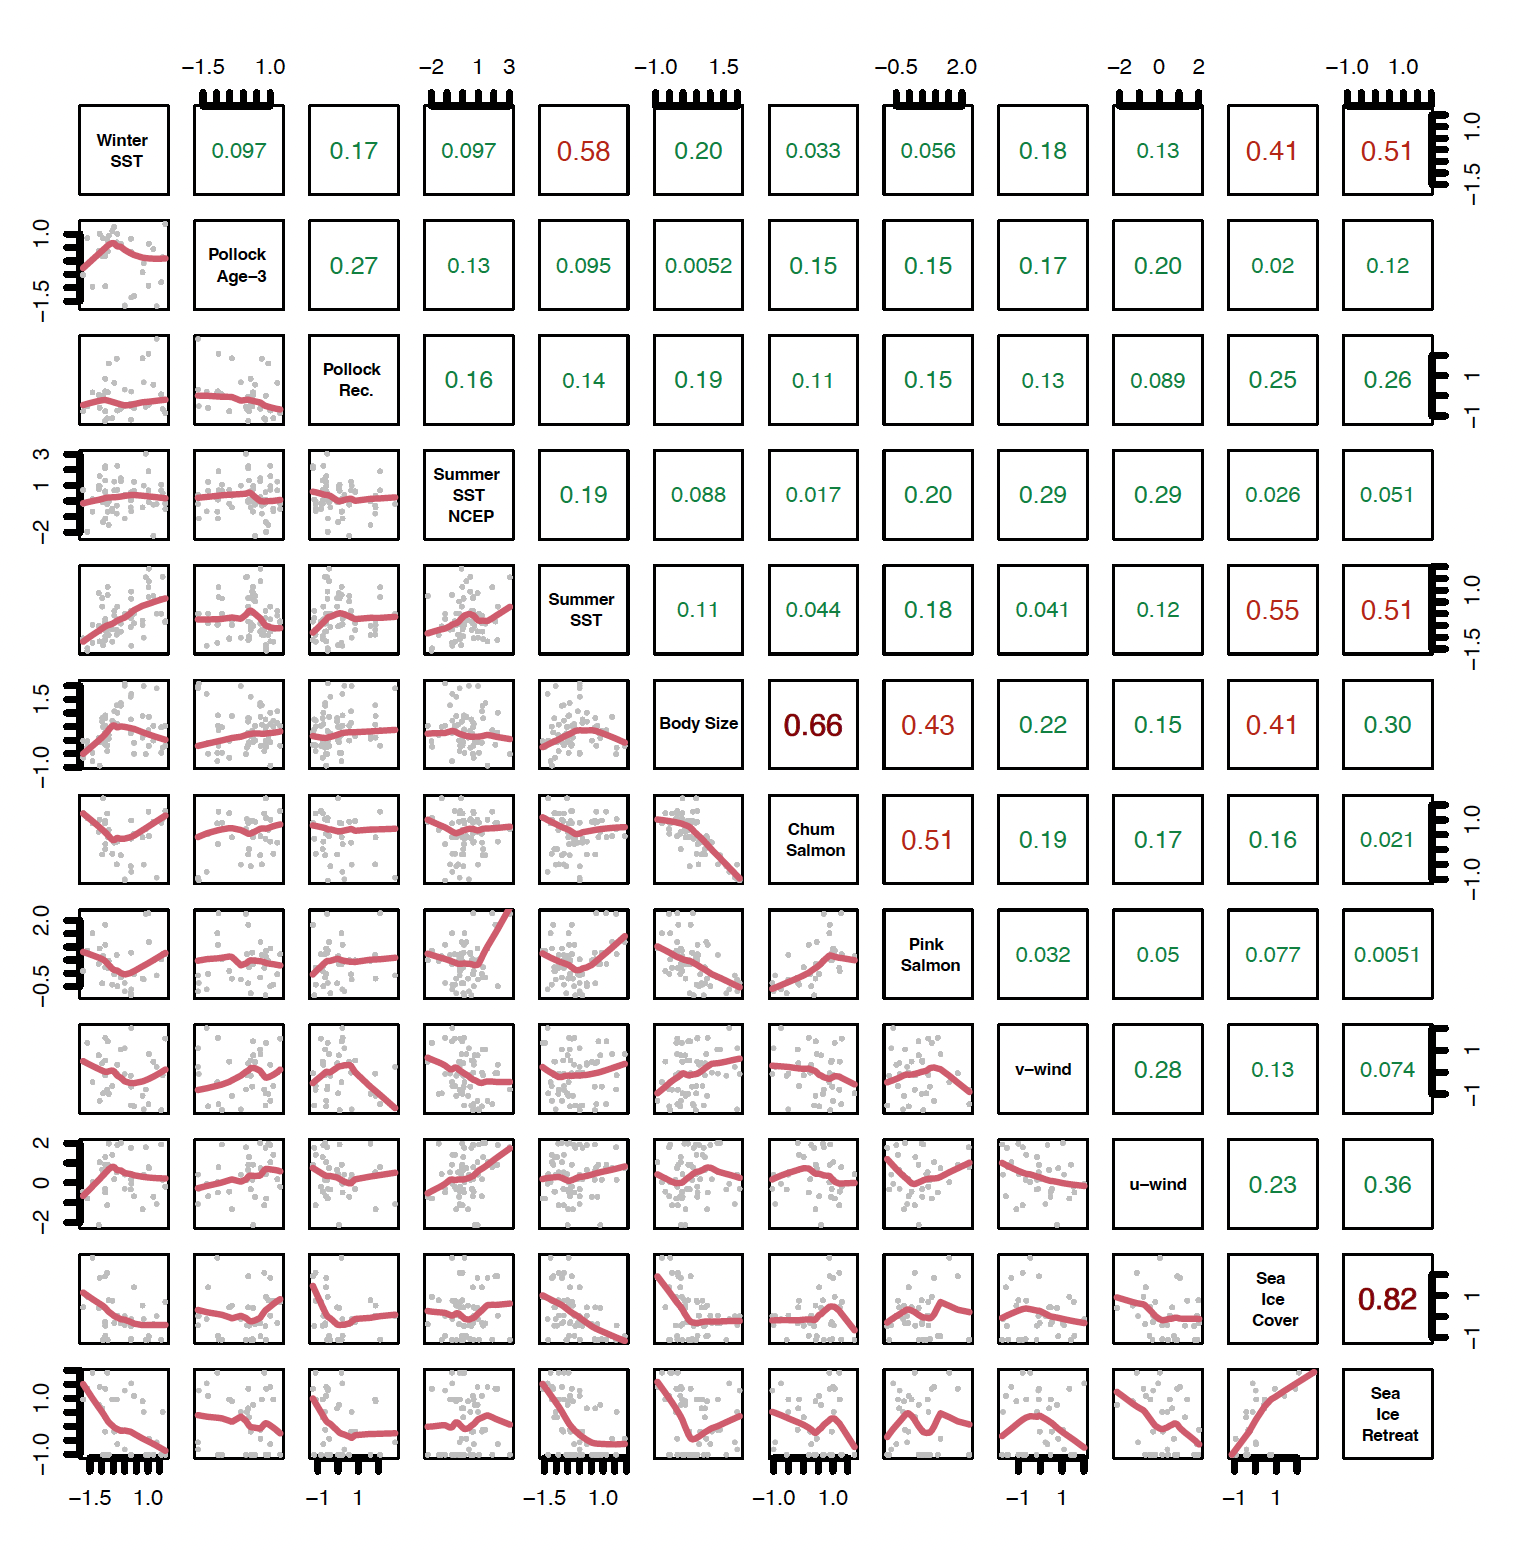 −1.5 1.0 −2 1 3 −1.0 1.5 −0.5 2.0 −2 0 2 −1.0 1.0
Winter
SST
0.097 0.17 0.097 0.58 0.20 0.033 0.056 0.18 0.13 0.41 0.51
−1.5 1.0
−1.5 1.0
Pollock
Age−3
0.27 0.13 0.095 0.0052 0.15 0.15 0.17 0.20 0.02 0.12
Pollock
Rec.
0.16 0.14 0.19 0.11 0.15 0.13 0.089 0.25 0.26
−1 1
−2 1 3
Summer
SST
NCEP
0.19 0.088 0.017 0.20 0.29 0.29 0.026 0.051
Summer
SST
0.11 0.044 0.18 0.041 0.12 0.55 0.51
−1.5 1.0
−1.0 1.5
Body Size
0.66 0.43 0.22 0.15 0.41 0.30
Chum
Salmon
0.51 0.19 0.17 0.16 0.021
−1.0 1.0
−0.5 2.0
Pink
Salmon
0.032 0.05 0.077 0.0051
v−wind
0.28 0.13 0.074
−1 1
−2 0 2
u−wind
0.23 0.36
Sea
Ice
Cover
0.82
−1 1
−1.0 1.0
Sea
Ice
Retreat
−1.5 1.0 −1 1 −1.5 1.0 −1.0 1.0 −1 1 −1 1